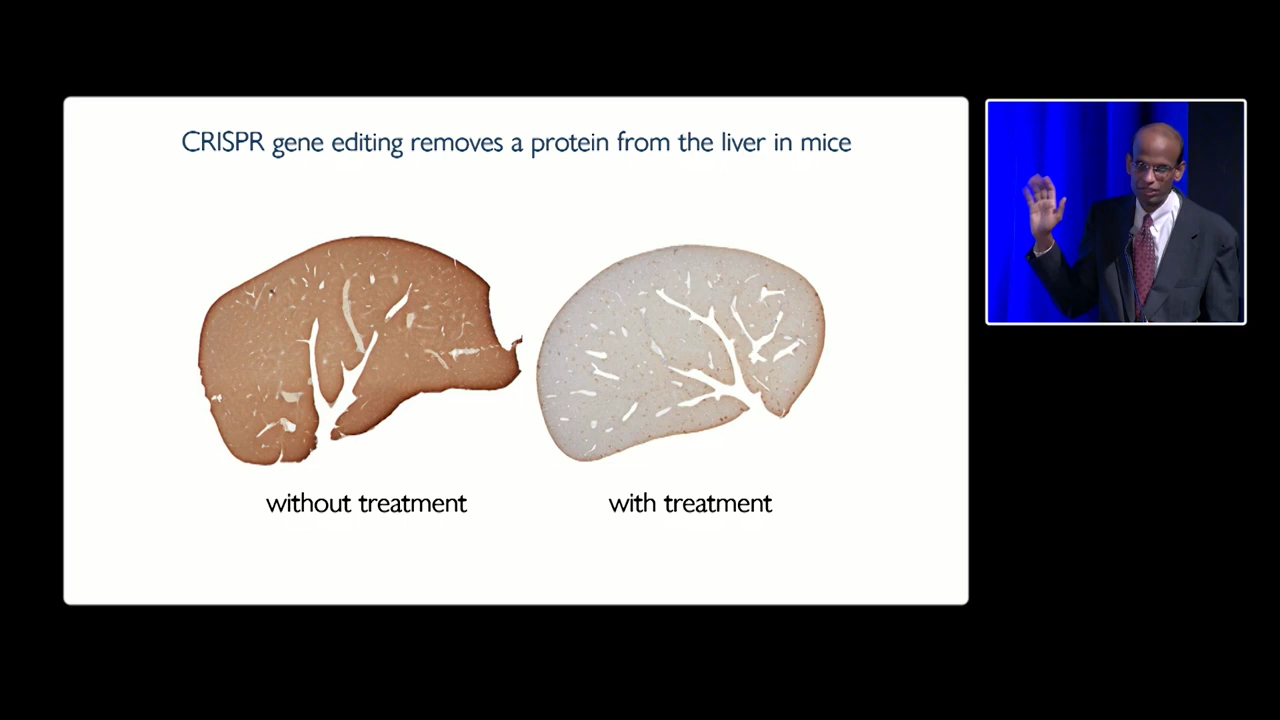 CRISPR gene editing removes a protein from the liver in mice
without treatment
with treatment